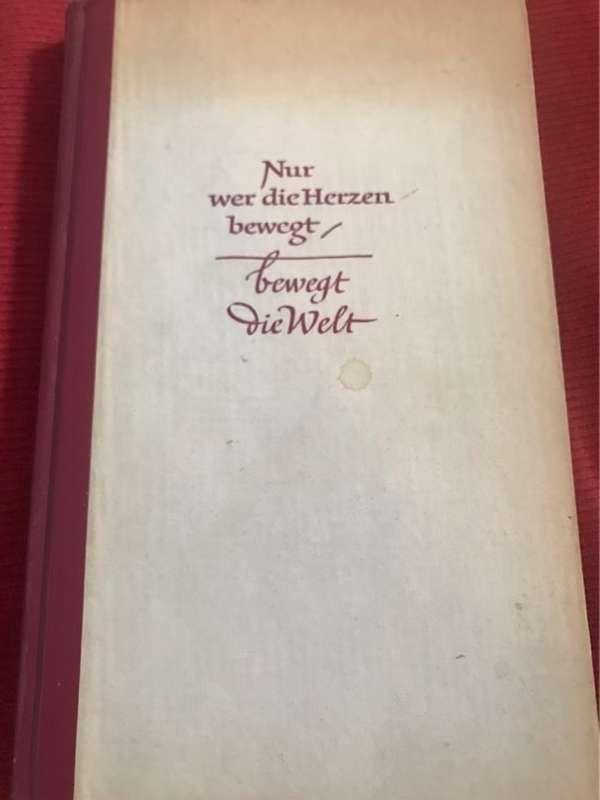 Nur
wer die Herzen
bewegt,
bewegt
die Welt